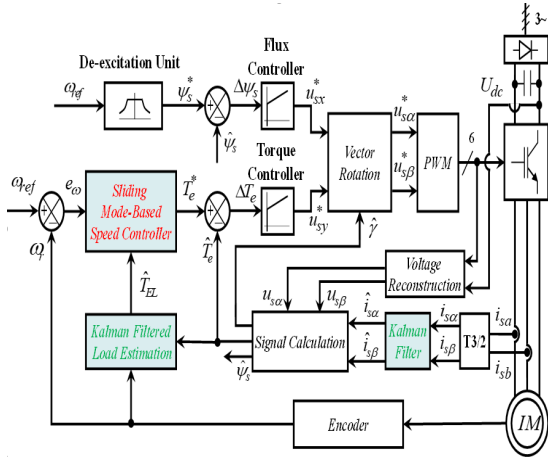 3~
Flux
Controller
De-excitation Unit
ω_ref
ψ_s^*
Δψ_s
u_sx^*
u_sα^*
U_dc
ψ̂_s
Vector
Rotation
PWM
6
Torque
Controller
ω_ref
e_ω
Sliding
Mode-Based
Speed Controller
T_e^*
ΔT_e
u_sy^*
u_sβ^*
ω_r
T̂_e
γ̂
T̂_EL
u_sα
u_sβ
Voltage
Reconstruction
Kalman Filtered
Load Estimation
Signal Calculation
î_sα
î_sβ
Kalman
Filter
i_sα
i_sβ
T3/2
i_sa
i_sb
ψ̂_s
Encoder
IM